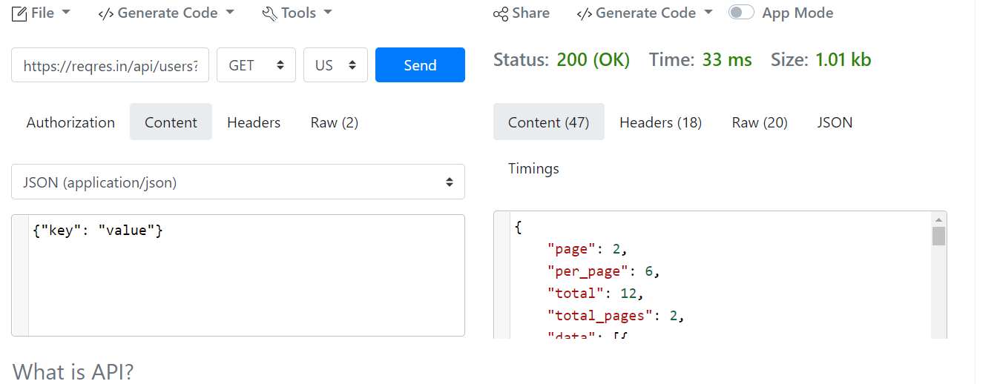 File
</> Generate Code
Tools
Share
</> Generate Code
App Mode
https://reqres.in/api/users?
GET
US
Send
Status: 200 (OK) Time: 33 ms Size: 1.01 kb
Authorization
Content
Headers
Raw (2)
Content (47)
Headers (18)
Raw (20)
JSON
Timings
JSON (application/json)
{"key": "value"}
{
"page": 2,
"per_page": 6,
"total": 12,
"total_pages": 2,
"data": [{
What is API?